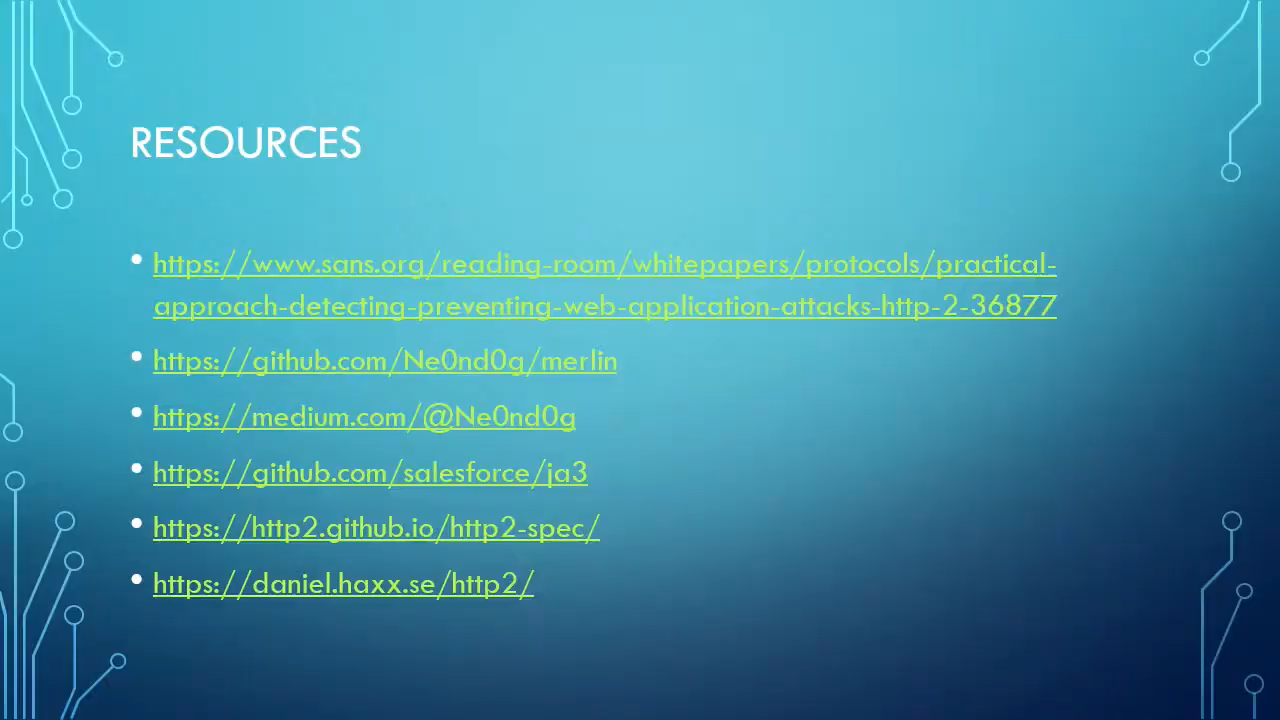 RESOURCES
• https://www.sans.org/reading-room/whitepapers/protocols/practical-
approach-detecting-preventing-web-application-attacks-http-2-36877
• https://github.com/Ne0nd0g/merlin
• https://medium.com/@Ne0nd0g
• https://github.com/salesforce/ja3
• https://http2.github.io/http2-spec/
• https://daniel.haxx.se/http2/